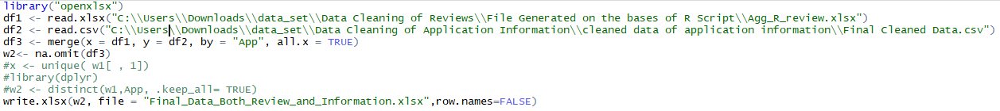 library("openxlsx")
df1 <- read.xlsx("C:\\Users\\Downloads\\data_set\\Data Cleaning of Reviews\\File Generated on the bases of R Script\\Agg_R_review.xlsx")
df2 <- read.csv("C:\\Users\\Downloads\\data_set\\Data Cleaning of Application Information\\cleaned data of application information\\Final Cleaned Data.csv")
df3 <- merge(x = df1, y = df2, by = "App", all.x = TRUE)
w2<- na.omit(df3)
#x <- unique( w1[ , 1])
#library(dplyr)
#w2 <- distinct(w1,App, .keep_all= TRUE)
write.xlsx(w2, file = "Final_Data_Both_Review_and_Information.xlsx",row.names=FALSE)